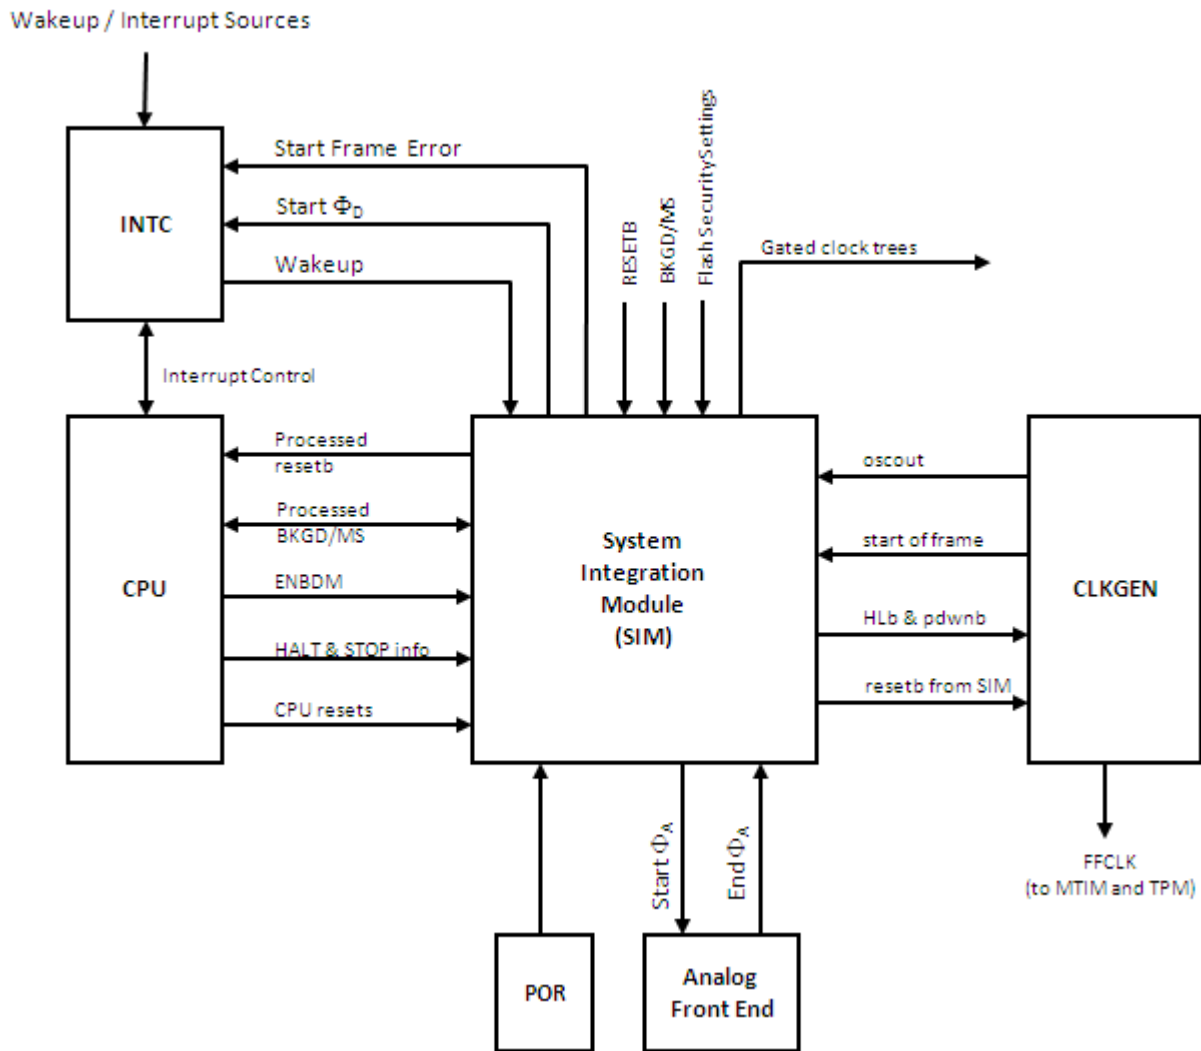 Wakeup / Interrupt Sources
Start Frame Error
INTC
Start ΦD
Wakeup
RESETB
BKGD/MS
Flash Security Settings
Gated clock trees
Interrupt Control
CPU
Processed
resetb
Processed
BKGD/MS
ENBDM
HALT & STOP info
CPU resets
System
Integration
Module
(SIM)
oscout
start of frame
HLb & pdwnb
resetb from SIM
CLKGEN
Start ΦA
End ΦA
FFCLK
(to MTIM and TPM)
POR
Analog
Front End